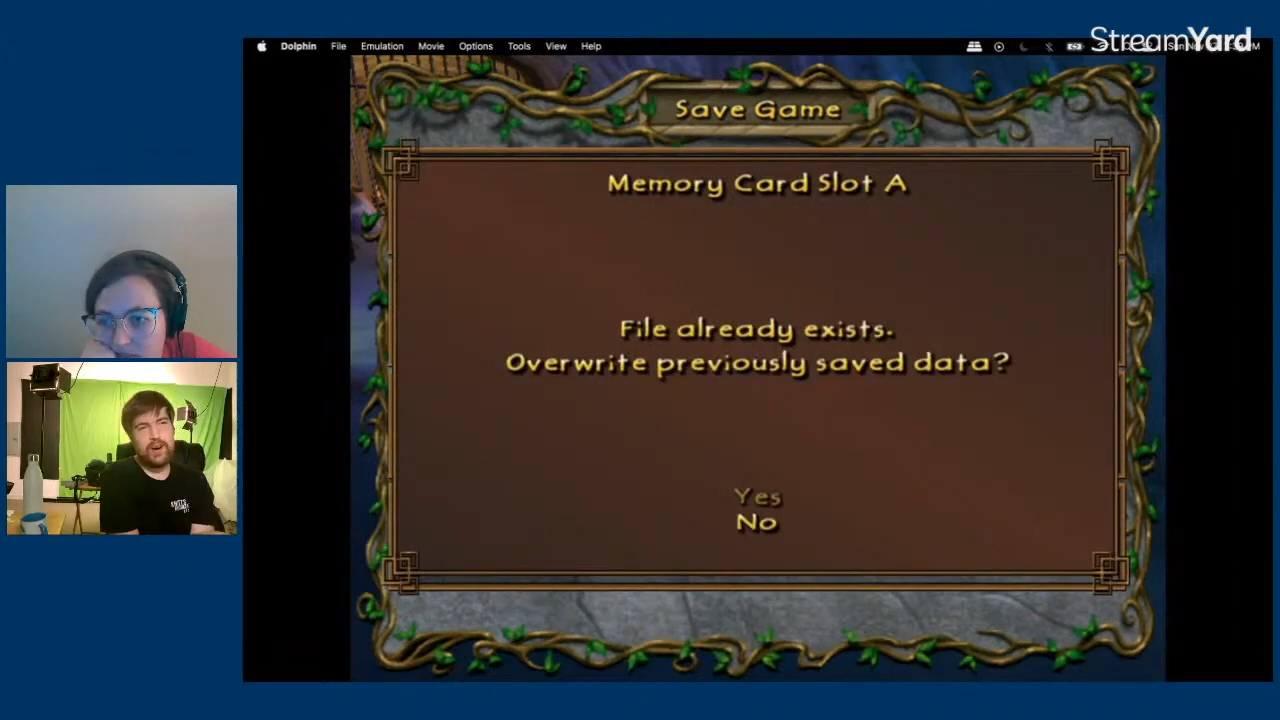 StreamYard
Dolphin File Emulation Movie Options Tools View Help
Save Game
Memory Card Slot A
File already exists.
Overwrite previously saved data?
Yes
No